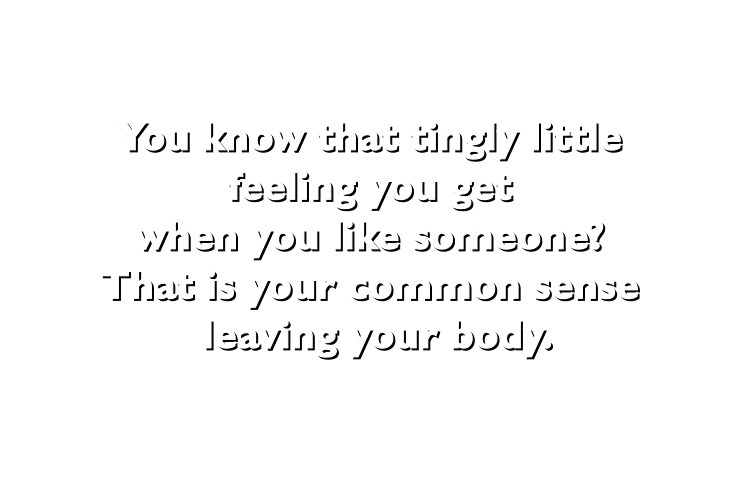 You know that tingly little
feeling you get
when you like someone?
That is your common sense
leaving your body.